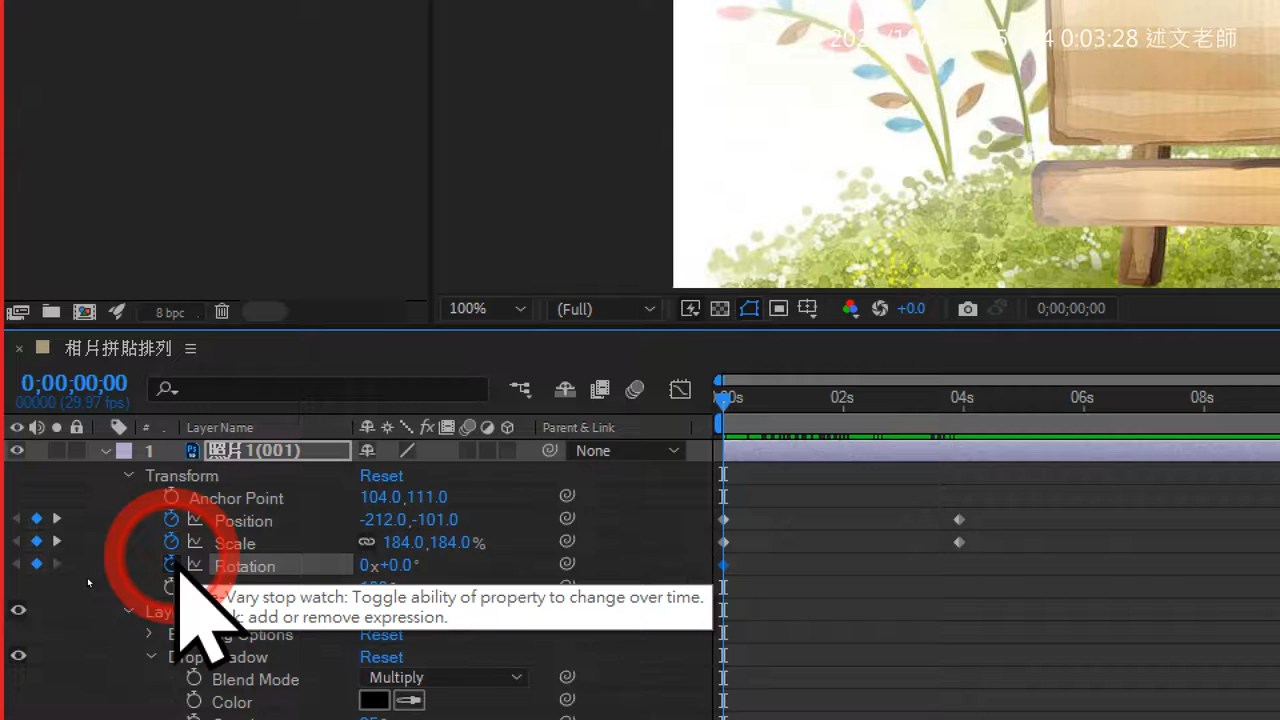 0:03:28 述文老師
8 bpc
100%
(Full)
+0.0
0;00;00;00
相片拼貼排列
0;00;00;00
00000 (29.97 fps)
02s
04s
06s
08s
#
Layer Name
fx
Parent & Link
1
Ps
照片1(001)
None
Transform
Reset
Anchor Point
104.0,111.0
Position
-212.0,-101.0
Scale
184.0,184.0%
Rotation
0x+0.0°
Vary stop watch: Toggle ability of property to change over time.
add or remove expression.
Options
Reset
Reset
Blend Mode
Multiply
Color